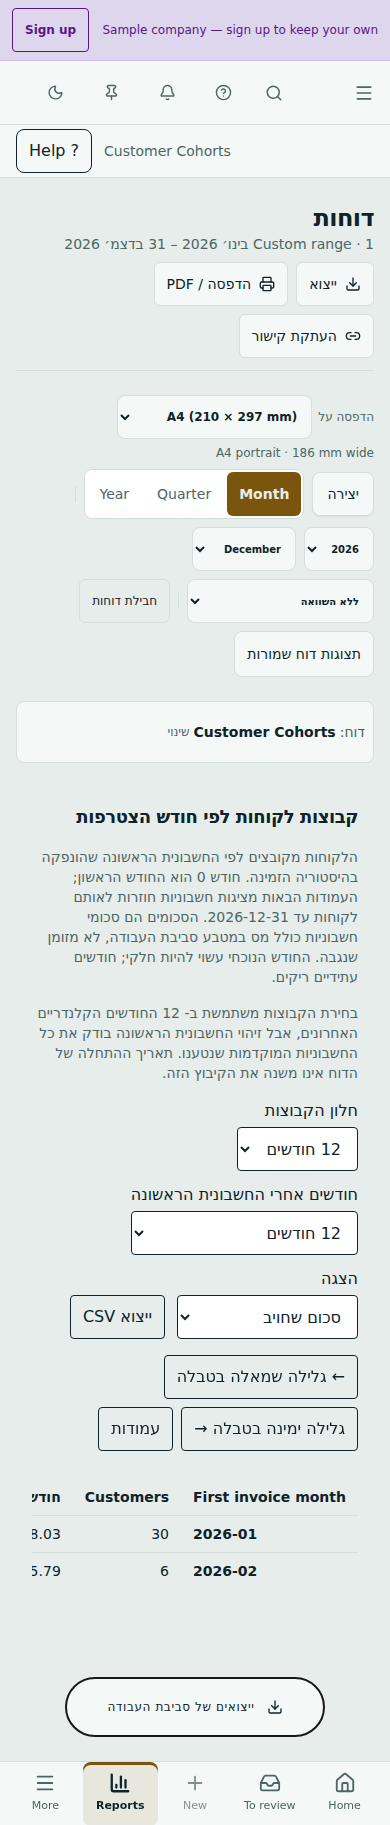 Sample company — sign up to keep your own
Sign up
Customer Cohorts
Help ?
דוחות
Custom range · 1 בינו׳ 2026 – 31 בדצמ׳ 2026
ייצוא
הדפסה / PDF
העתקת קישור
הדפסה על
A4 (210 × 297 mm)
A4 portrait · 186 mm wide
יצירה
Month
Quarter
Year
2026
December
ללא השוואה
חבילת דוחות
תצוגות דוח שמורות
דוח: Customer Cohorts שינוי
קבוצות לקוחות לפי חודש הצטרפות
הלקוחות מקובצים לפי החשבונית הראשונה שהונפקה
בהיסטוריה הזמינה. חודש 0 הוא החודש הראשון;
העמודות הבאות מציגות חשבוניות חוזרות לאותם
לקוחות עד 2026-12-31. הסכומים הם סכומי
חשבוניות כולל מס במטבע סביבת העבודה, לא מזומן
שנגבה. החודש הנוכחי עשוי להיות חלקי; חודשים
עתידיים ריקים.
בחירת הקבוצות משתמשת ב- 12 החודשים הקלנדריים
האחרונים, אבל זיהוי החשבונית הראשונה בודק את כל
החשבוניות המוקדמות שנטענו. תאריך ההתחלה של
הדוח אינו משנה את הקיבוץ הזה.
חלון הקבוצות
12 חודשים
חודשים אחרי החשבונית הראשונה
12 חודשים
הצגה
סכום שחויב
ייצוא CSV
← גלילה שמאלה בטבלה
גלילה ימינה בטבלה →
עמודות
First invoice month Customers חודש
2026-01 30 8.03
2026-02 6 5.79
ייצואים של סביבת העבודה
Home
To review
New
Reports
More